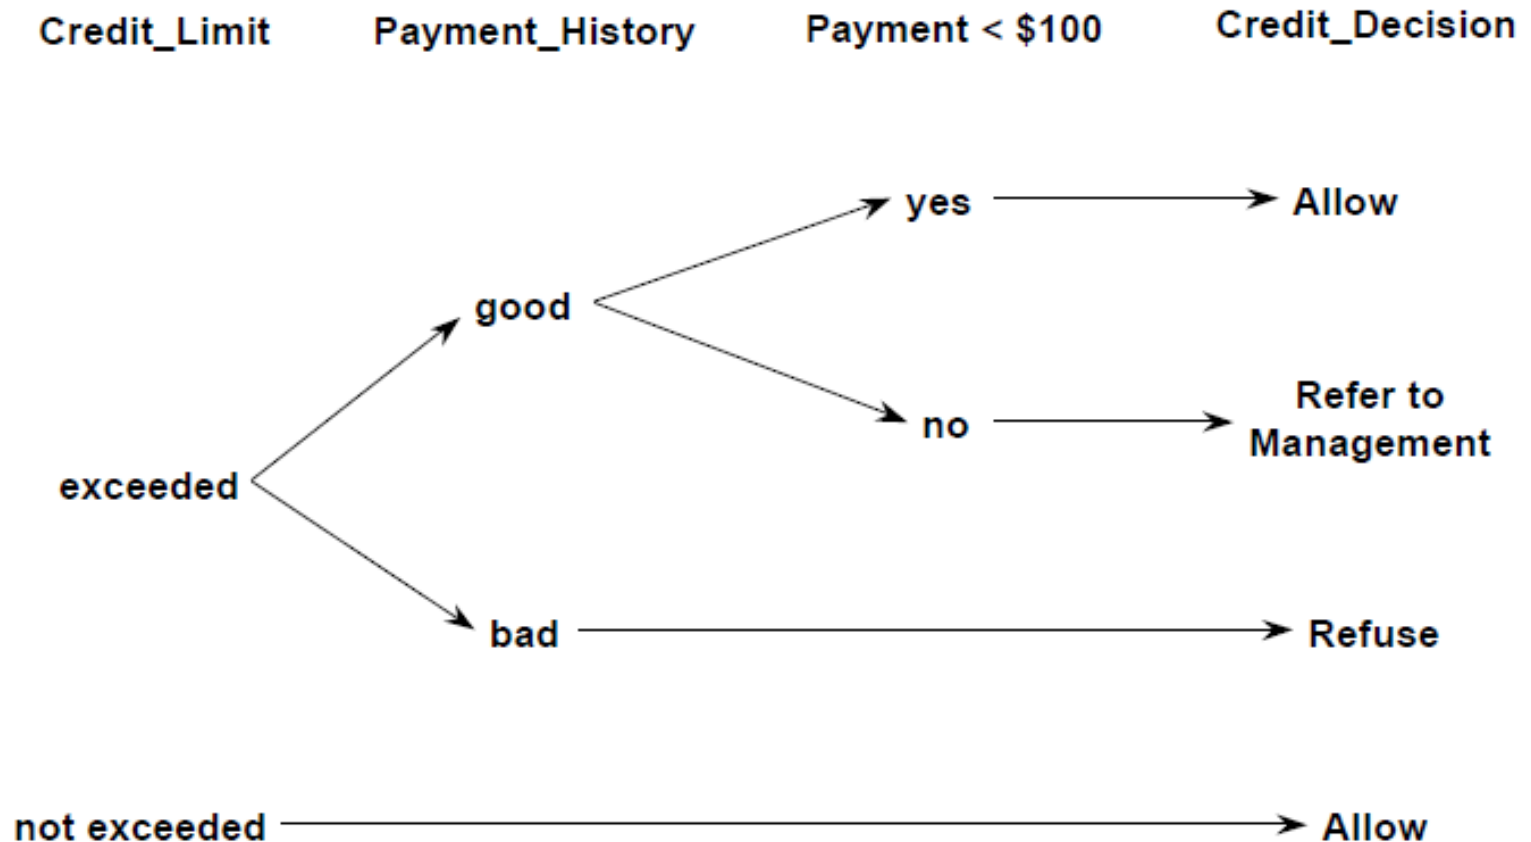 Credit_Limit Payment_History Payment < $100 Credit_Decision
yes Allow
good
no Refer to
Management
exceeded
bad Refuse
not exceeded Allow